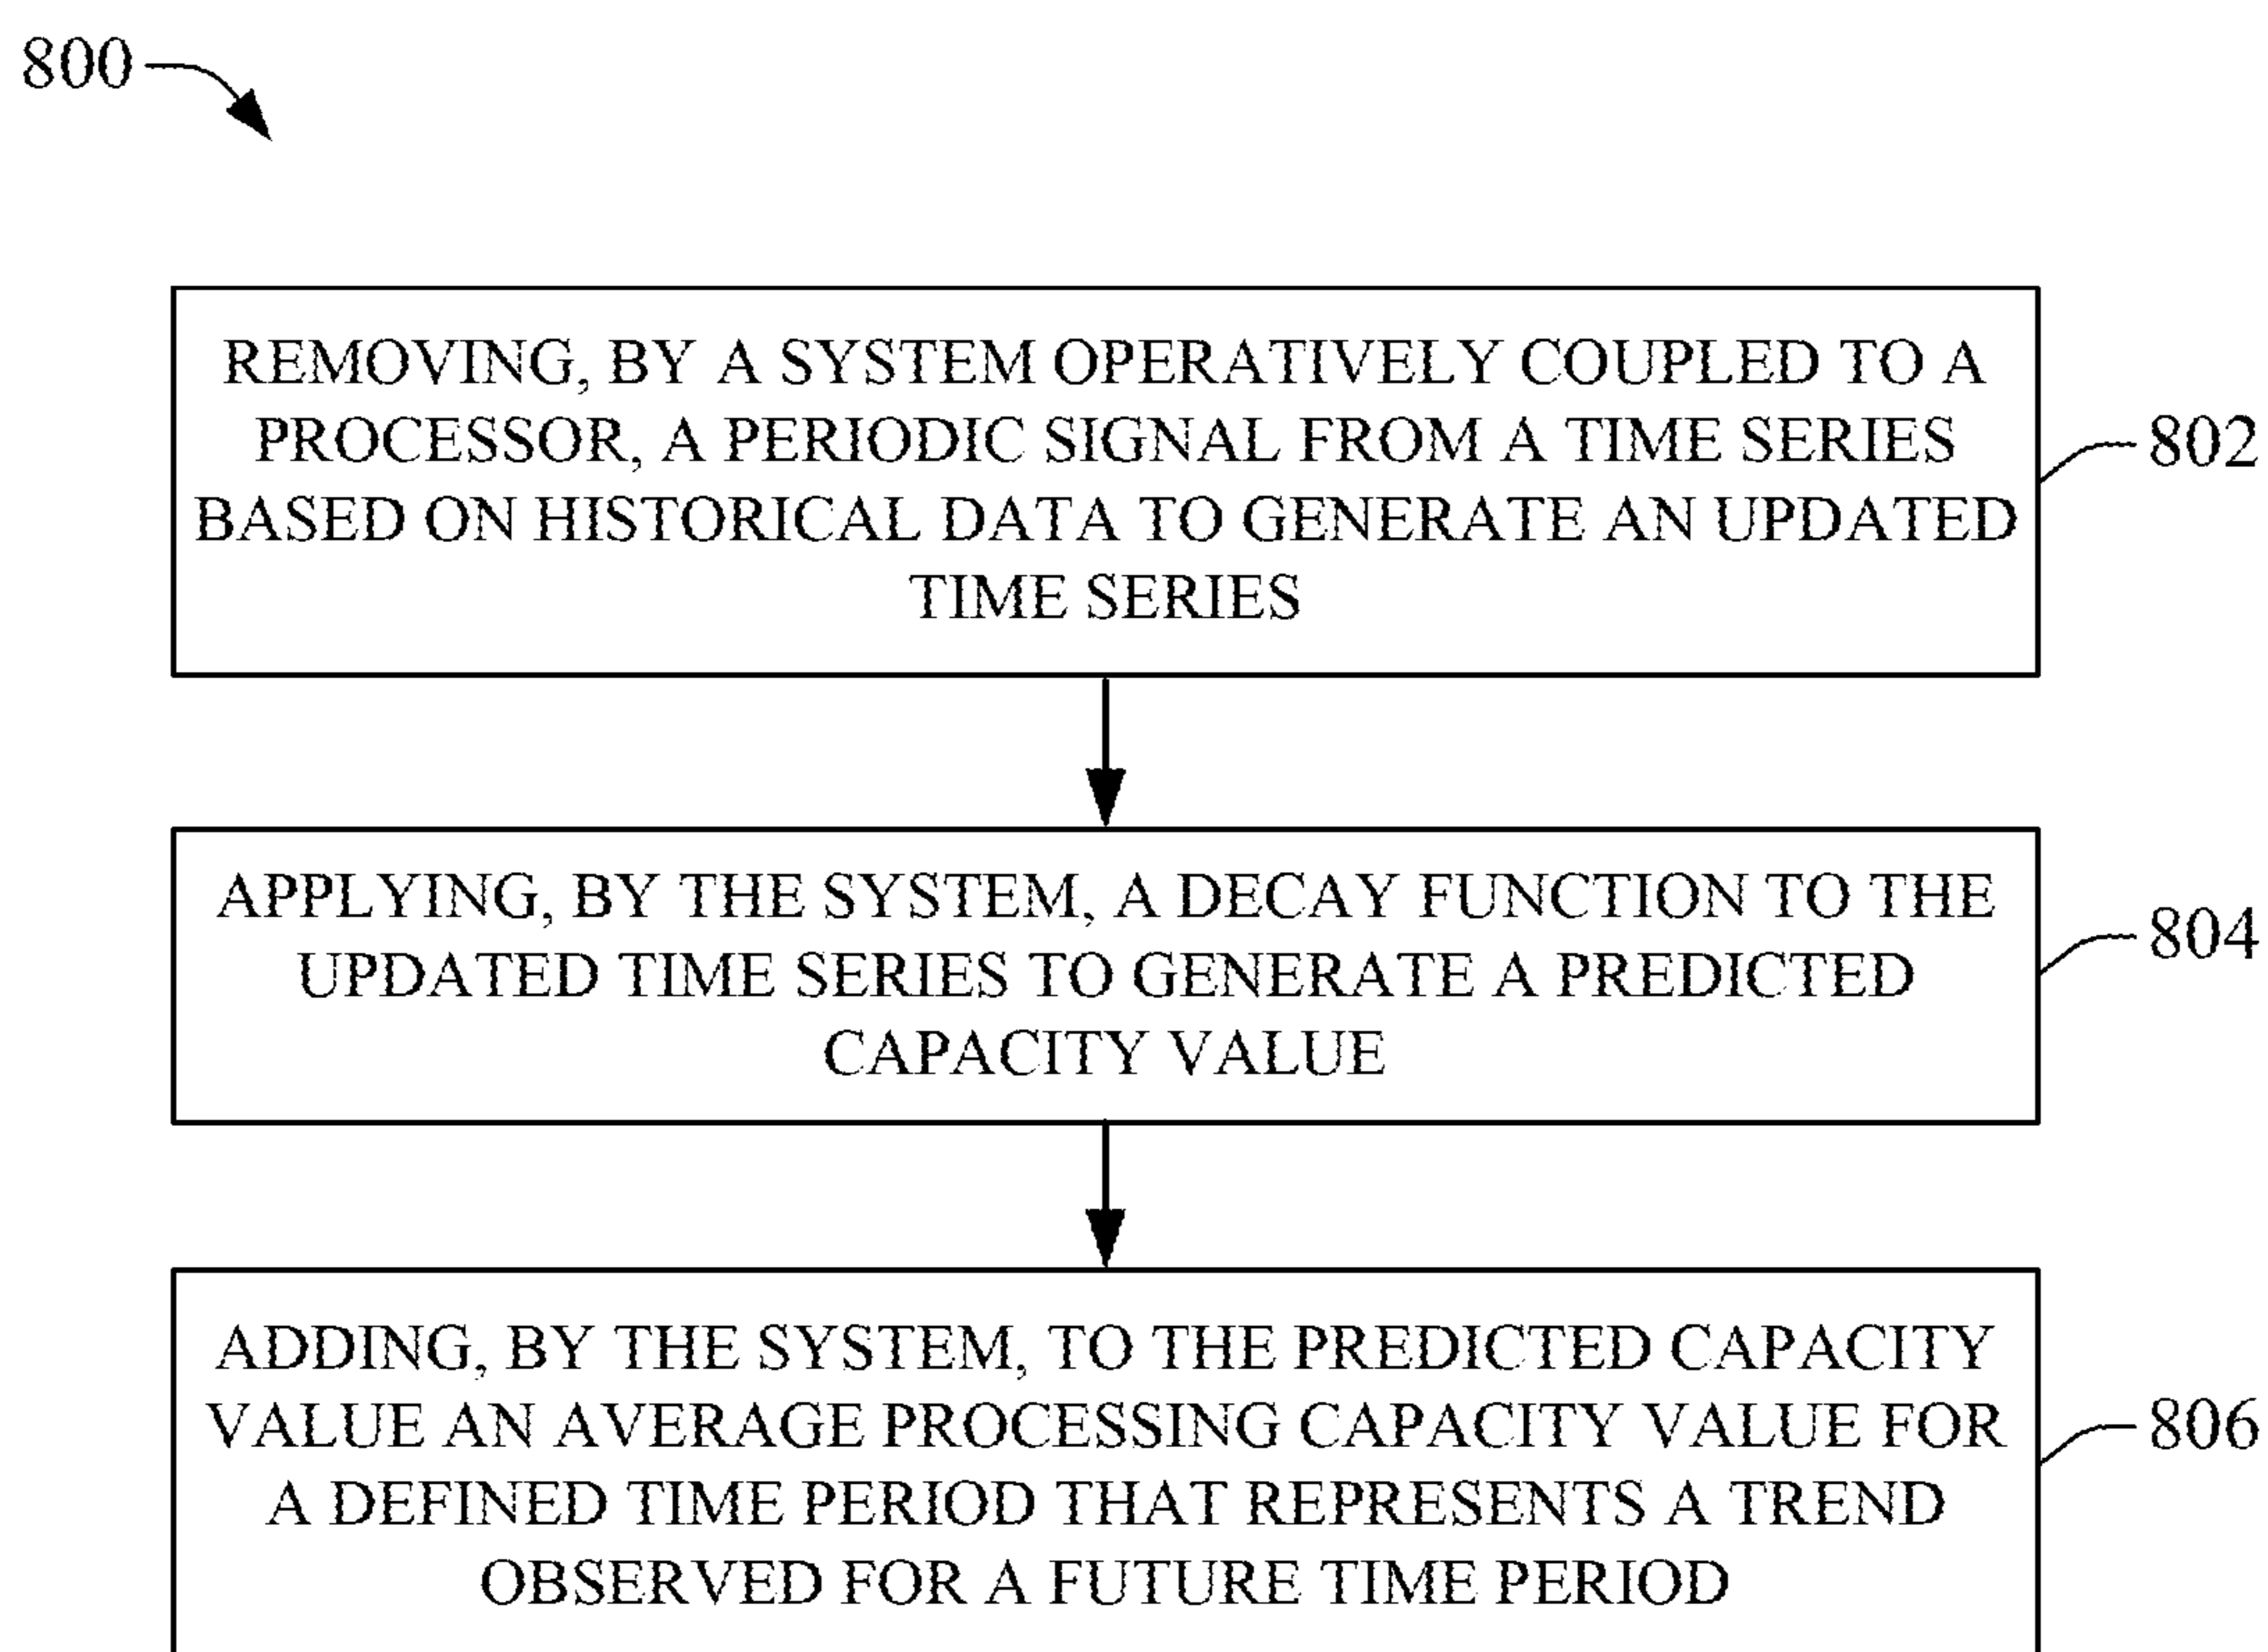 800
REMOVING, BY A SYSTEM OPERATIVELY COUPLED TO A
PROCESSOR, A PERIODIC SIGNAL FROM A TIME SERIES
BASED ON HISTORICAL DATA TO GENERATE AN UPDATED
TIME SERIES
802
APPLYING, BY THE SYSTEM, A DECAY FUNCTION TO THE
UPDATED TIME SERIES TO GENERATE A PREDICTED
CAPACITY VALUE
804
ADDING, BY THE SYSTEM, TO THE PREDICTED CAPACITY
VALUE AN AVERAGE PROCESSING CAPACITY VALUE FOR
A DEFINED TIME PERIOD THAT REPRESENTS A TREND
OBSERVED FOR A FUTURE TIME PERIOD
806